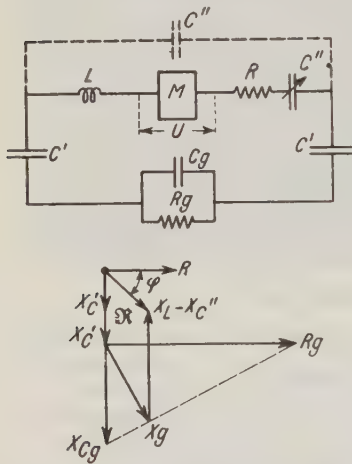 C"
L M R C"
U
C' Cg C'
Rg
R
φ
X_C' ℜ X_L-X_C"
X_C' Rg
X_Cg Xg